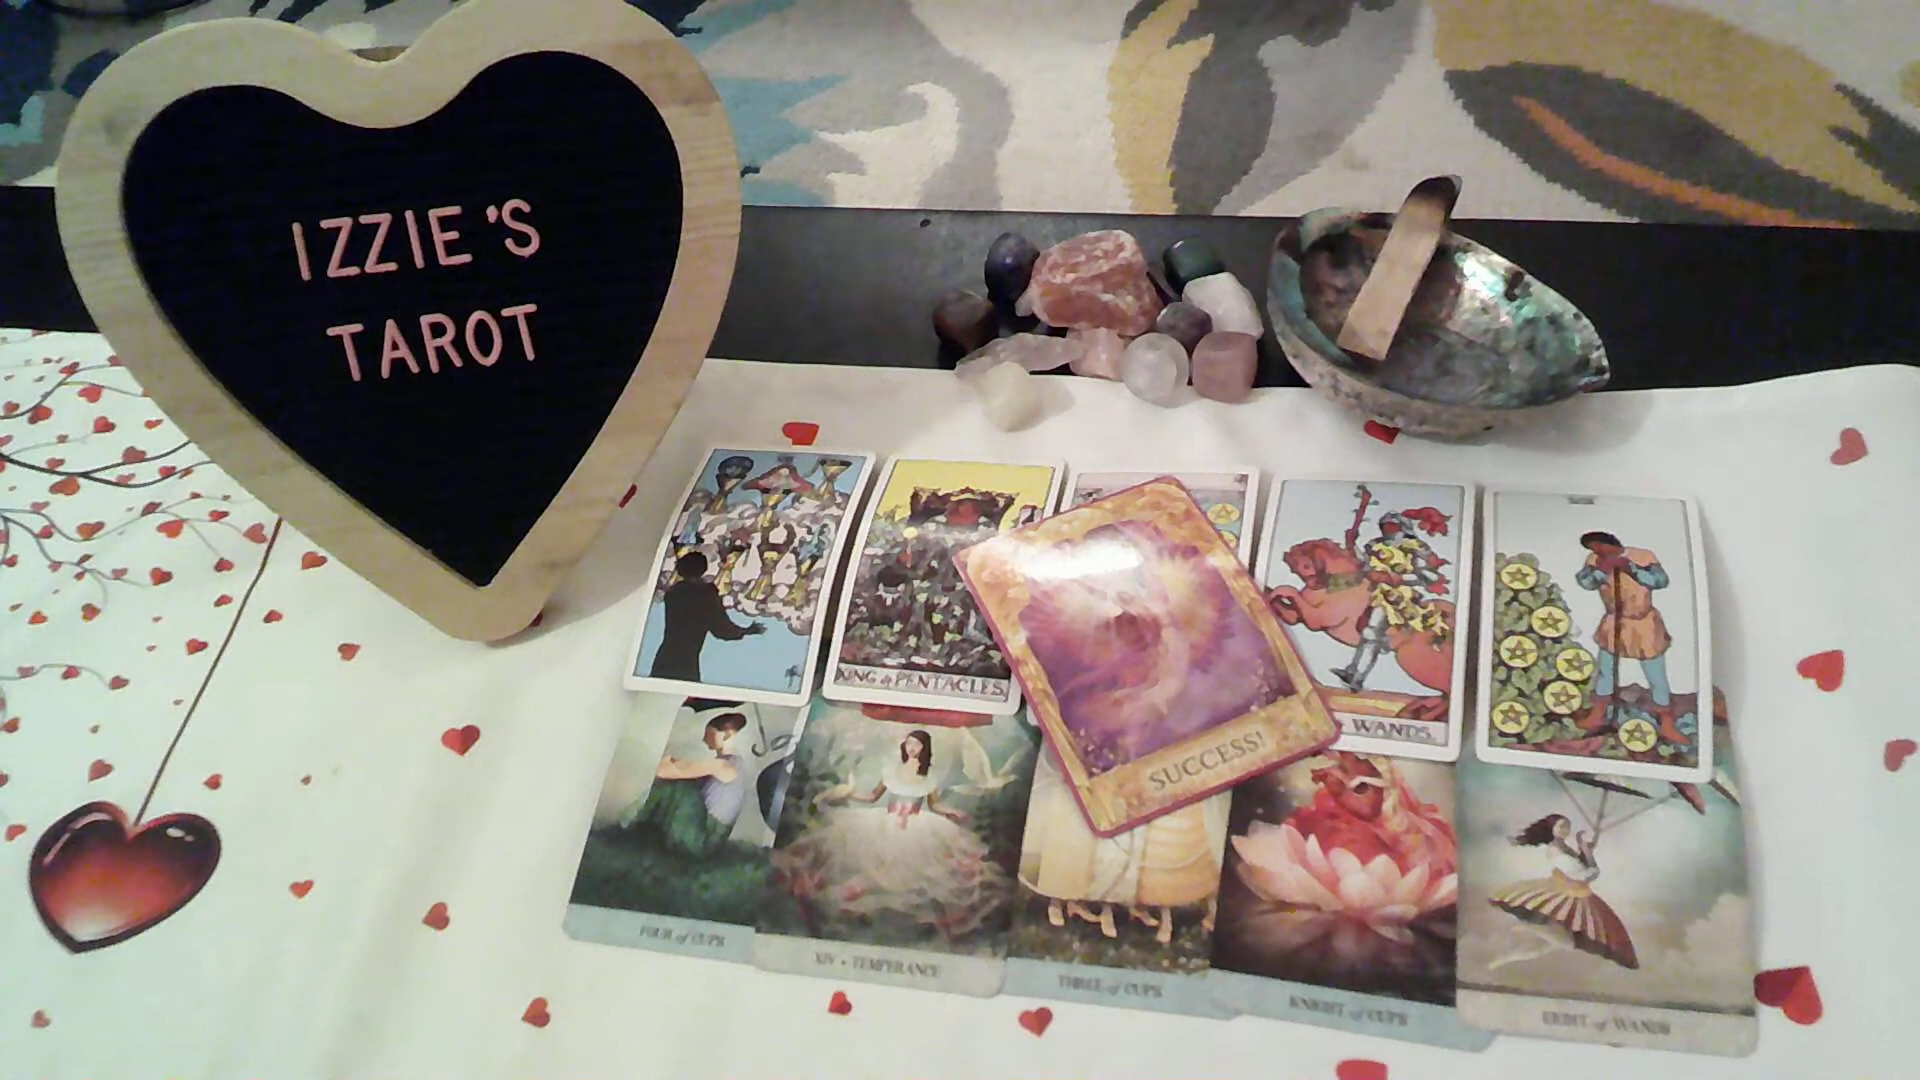 IZZIE'S
TAROT
KING of PENTACLES.
WANDS.
SUCCESS!
FOUR of CUPS
XIV • TEMPERANCE
THREE of CUPS
KNIGHT of CUPS
EIGHT of WANDS